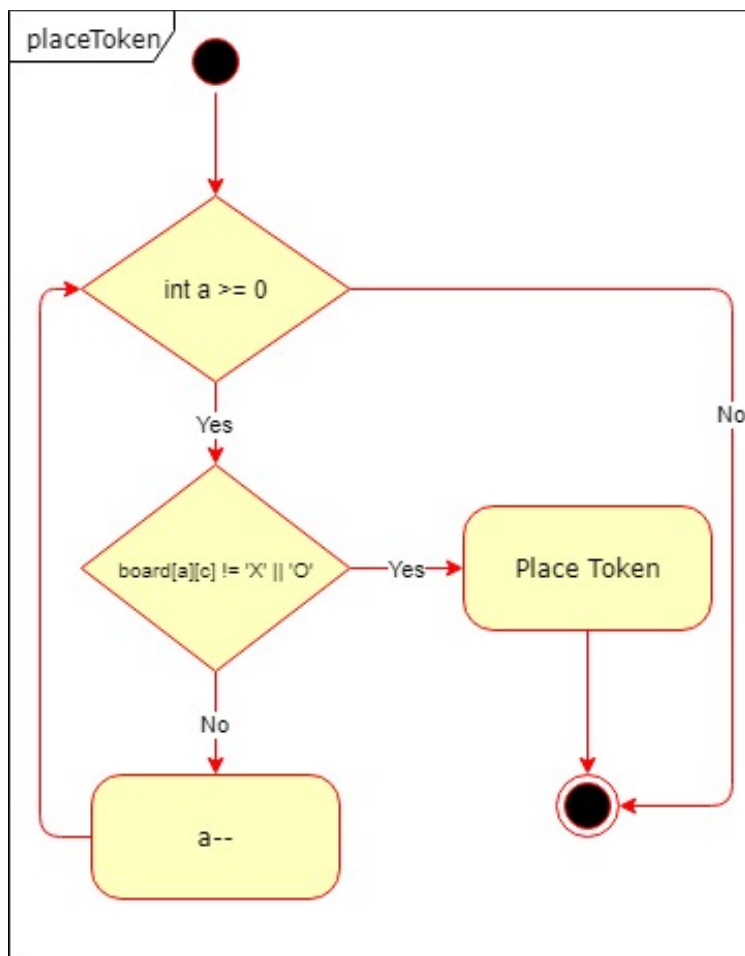 placeToken
int a >= 0
No
Yes
board[a][c] != 'X' || 'O'
Yes
Place Token
No
a--